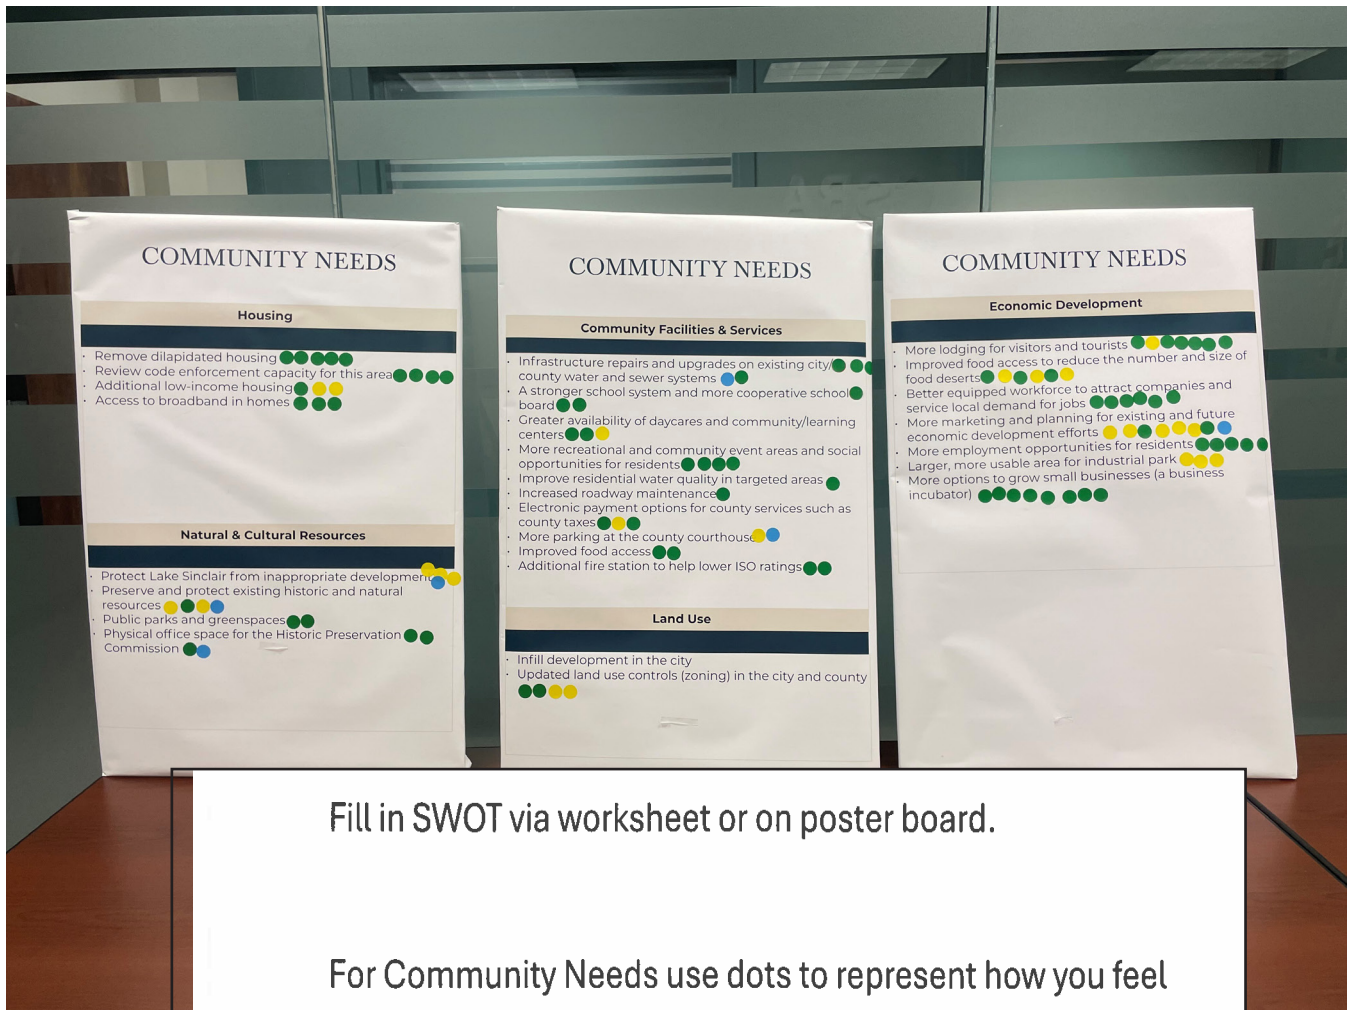 COMMUNITY NEEDS
Housing
· Remove dilapidated housing
· Review code enforcement capacity for this area
· Additional low-income housing
· Access to broadband in homes
Natural & Cultural Resources
· Protect Lake Sinclair from inappropriate development
· Preserve and protect existing historic and natural
resources
· Public parks and greenspaces
· Physical office space for the Historic Preservation
Commission
COMMUNITY NEEDS
Community Facilities & Services
· Infrastructure repairs and upgrades on existing city/
county water and sewer systems
· A stronger school system and more cooperative school
board
· Greater availability of daycares and community/learning
centers
· More recreational and community event areas and social
opportunities for residents
· Improve residential water quality in targeted areas
· Increased roadway maintenance
· Electronic payment options for county services such as
county taxes
· More parking at the county courthouse
· Improved food access
· Additional fire station to help lower ISO ratings
Land Use
· Infill development in the city
· Updated land use controls (zoning) in the city and county
COMMUNITY NEEDS
Economic Development
· More lodging for visitors and tourists
· Improved food access to reduce the number and size of
food deserts
· Better equipped workforce to attract companies and
service local demand for jobs
· More marketing and planning for existing and future
economic development efforts
· More employment opportunities for residents
· Larger, more usable area for industrial park
· More options to grow small businesses (a business
incubator)
Fill in SWOT via worksheet or on poster board.
For Community Needs use dots to represent how you feel